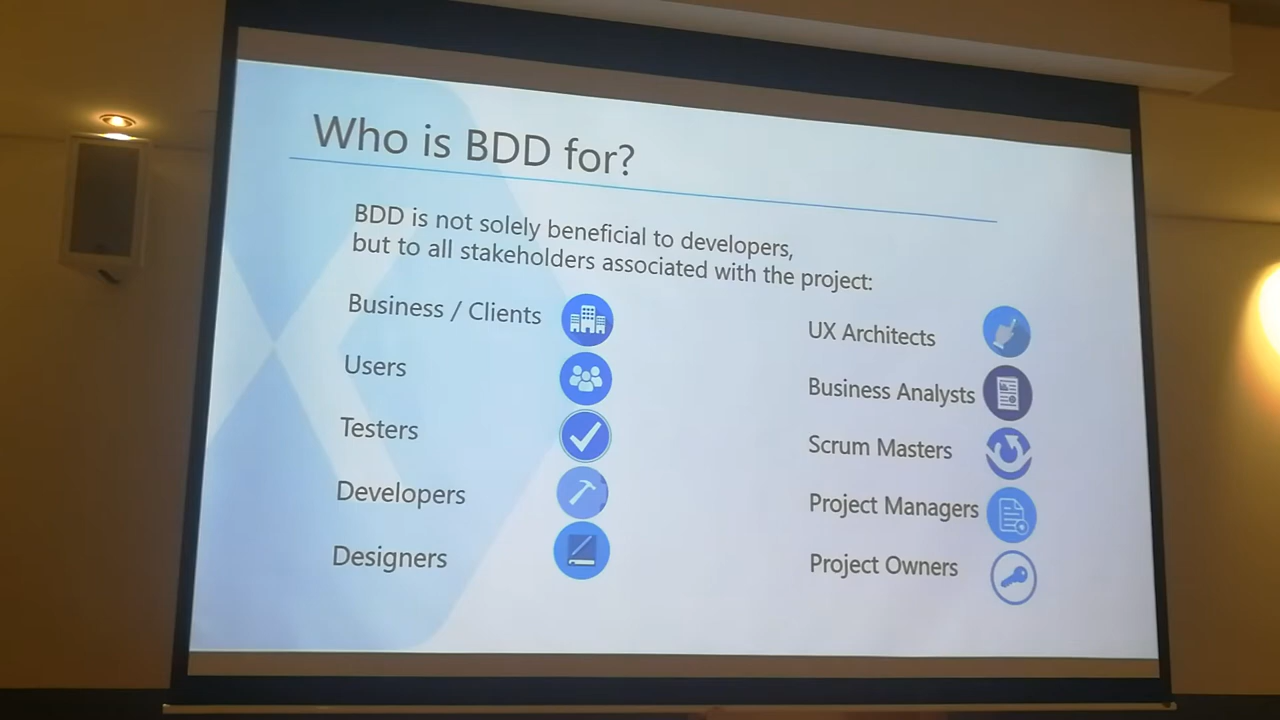 Who is BDD for?
BDD is not solely beneficial to developers,
but to all stakeholders associated with the project:
Business / Clients
Users
Testers
Developers
Designers
UX Architects
Business Analysts
Scrum Masters
Project Managers
Project Owners